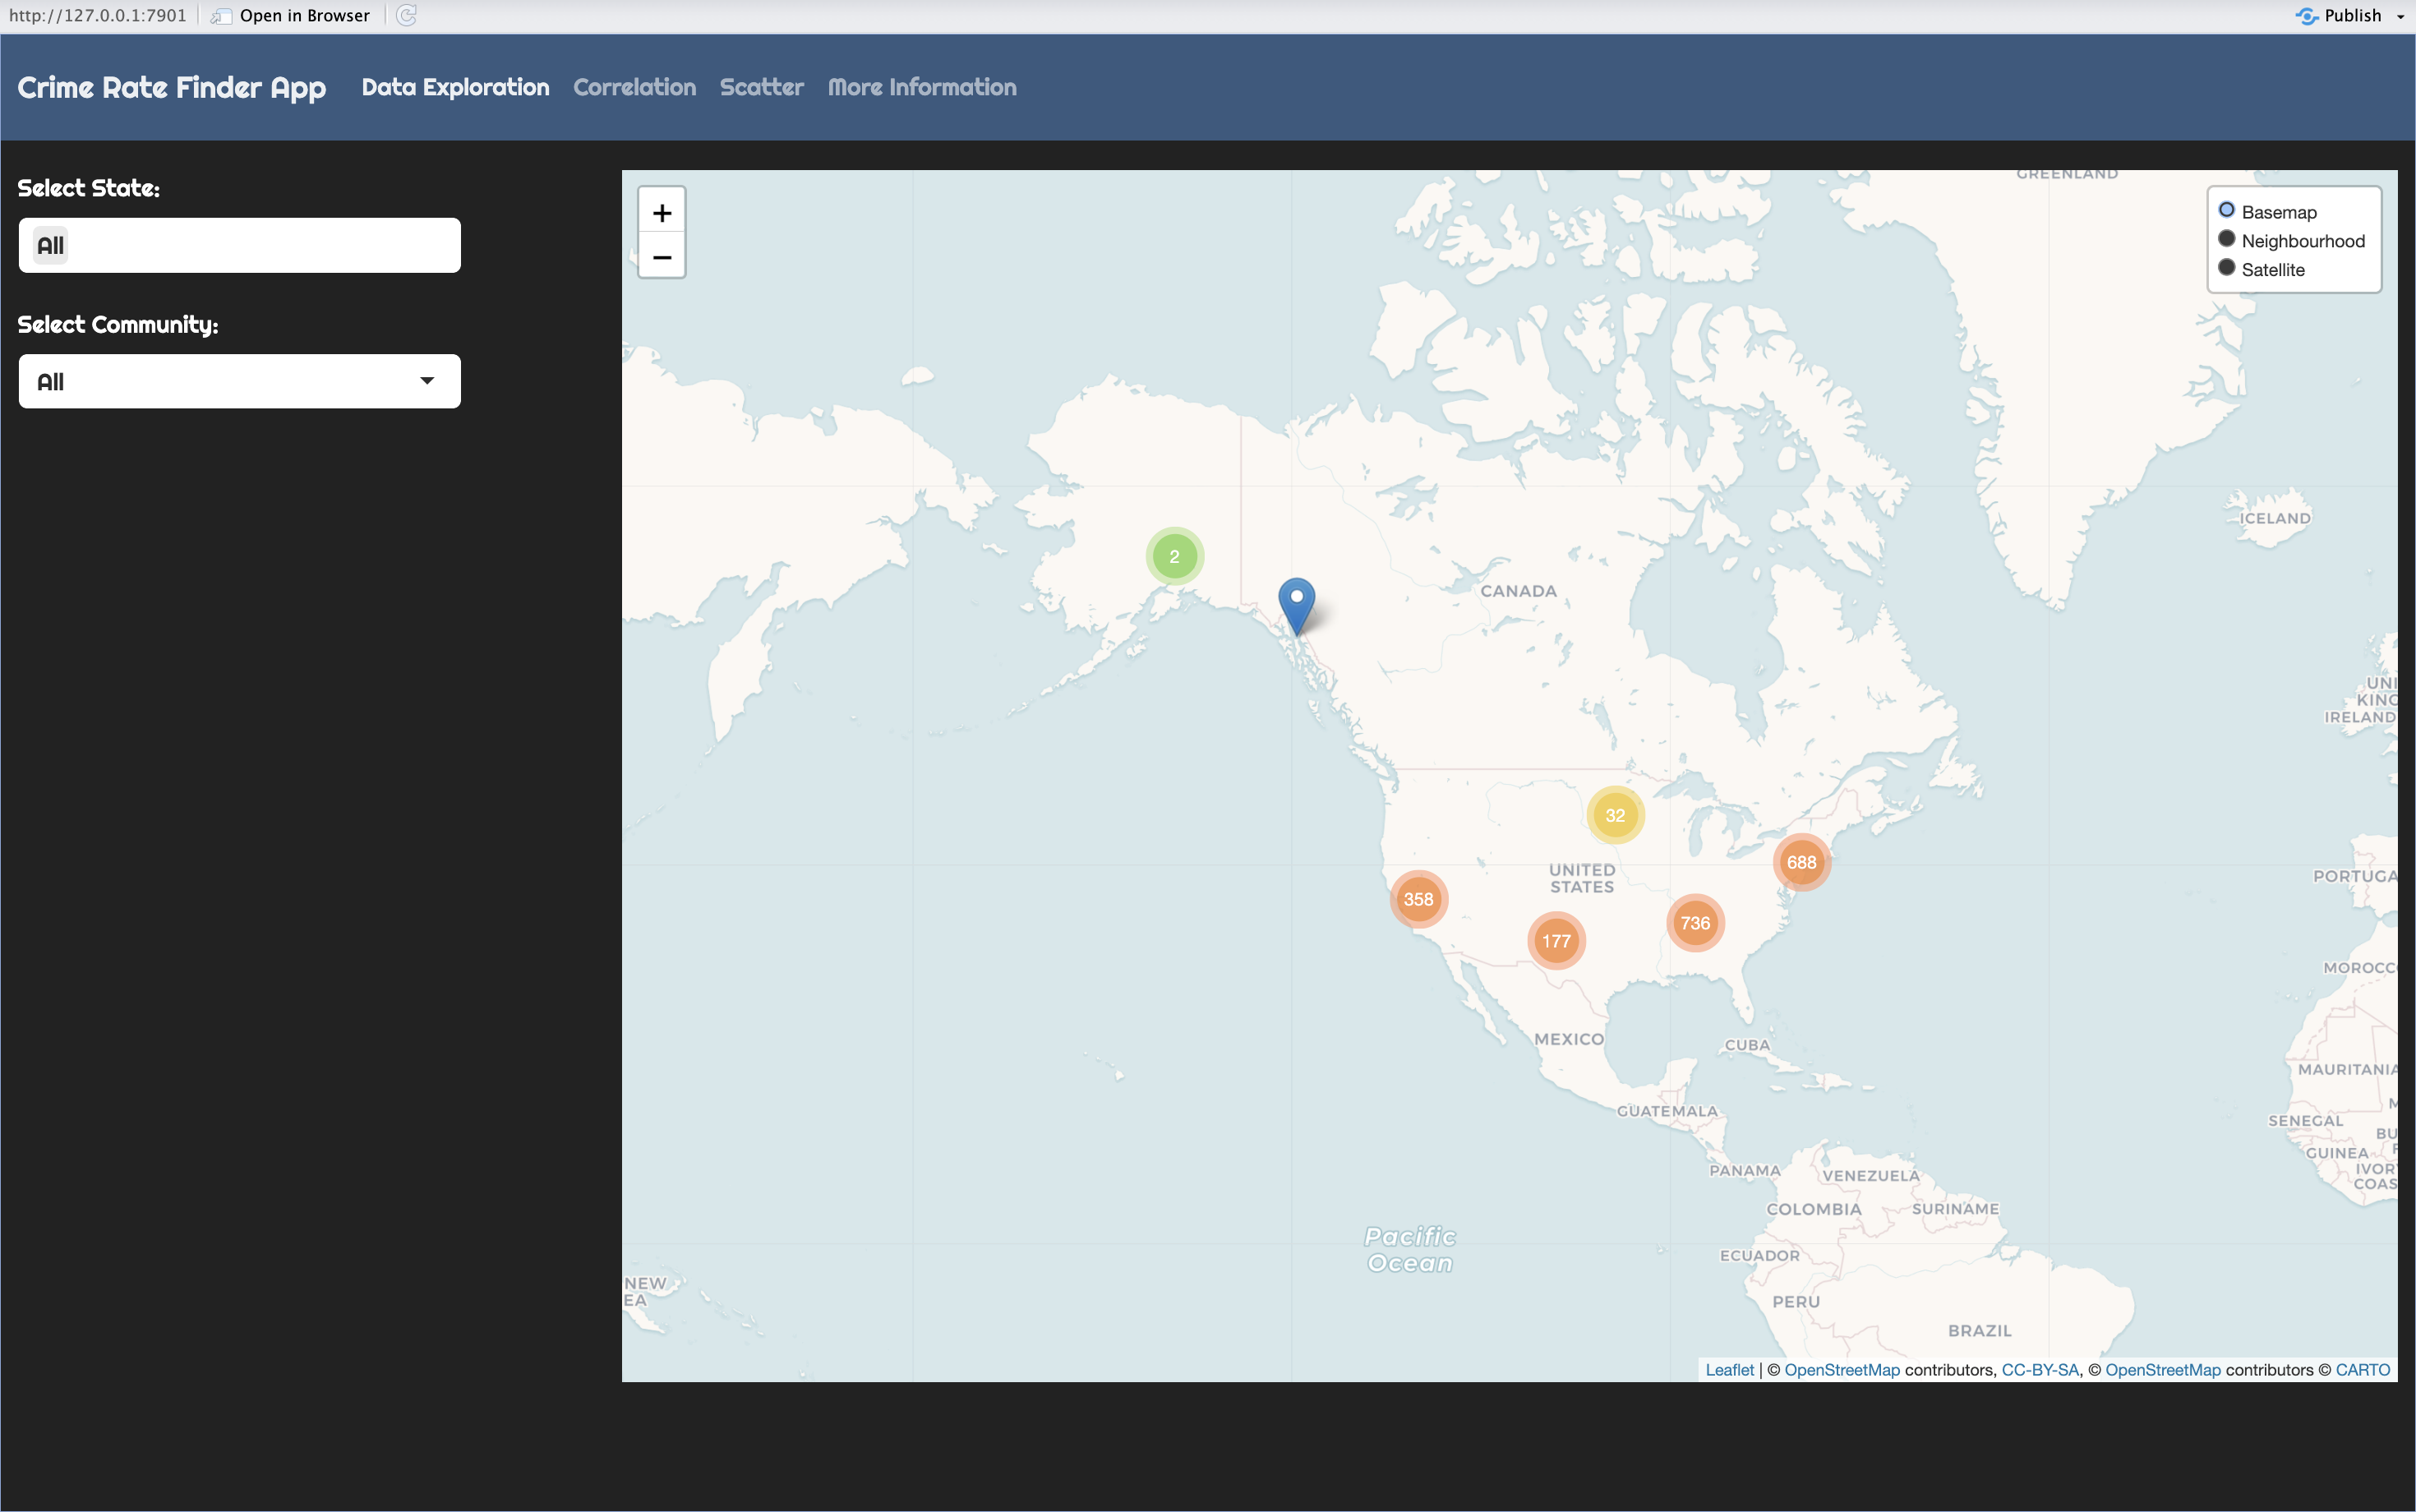 http://127.0.0.1:7901 Open in Browser Publish
Crime Rate Finder App Data Exploration Correlation Scatter More Information
Select State:
All
Select Community:
All
+
−
Basemap
Neighbourhood
Satellite
GREENLAND
ICELAND
2
CANADA
UNI
KING
IRELAND
32
688
UNITED
STATES
PORTUGA
358
736
177
MOROCC
MEXICO
CUBA
MAURITANIA
M
GUATEMALA
SENEGAL
BU
GUINEA
IVOR
COAS
PANAMA
VENEZUELA
COLOMBIA
SURINAME
Pacific
Ocean
ECUADOR
NEW
EA
PERU
BRAZIL
Leaflet | © OpenStreetMap contributors, CC-BY-SA, © OpenStreetMap contributors © CARTO